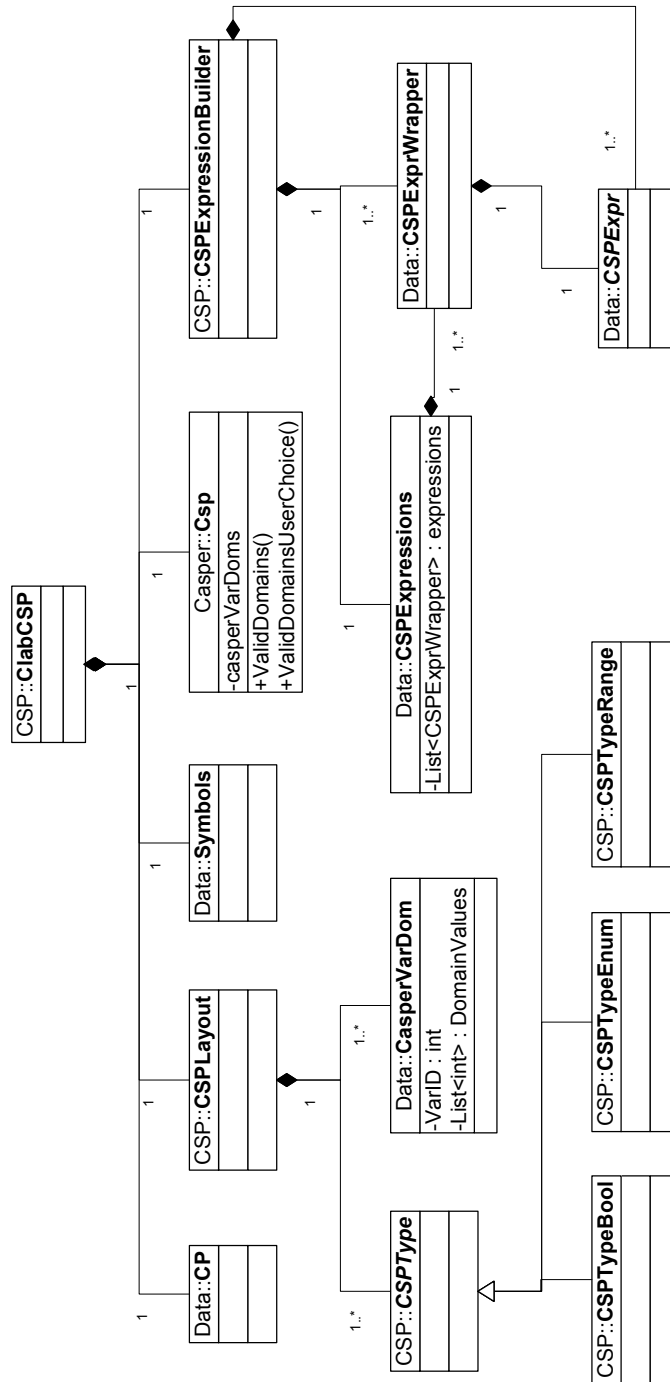 CSP::ClabCSP
1
1
1
1
1
1
Data::CP
CSP::CSPLayout
Data::Symbols
Casper::Csp
-casperVarDoms
+ValidDomains()
+ValidDomainsUserChoice()
CSP::CSPExpressionBuilder
1
1
1..*
1..*
1
1..*
CSP::CSPType
Data::CasperVarDom
-VarID : int
-List<int> : DomainValues
Data::CSPExpressions
-List<CSPExprWrapper> : expressions
1
1..*
Data::CSPExprWrapper
1
1
1..*
CSP::CSPTypeBool
CSP::CSPTypeEnum
CSP::CSPTypeRange
Data::CSPExpr